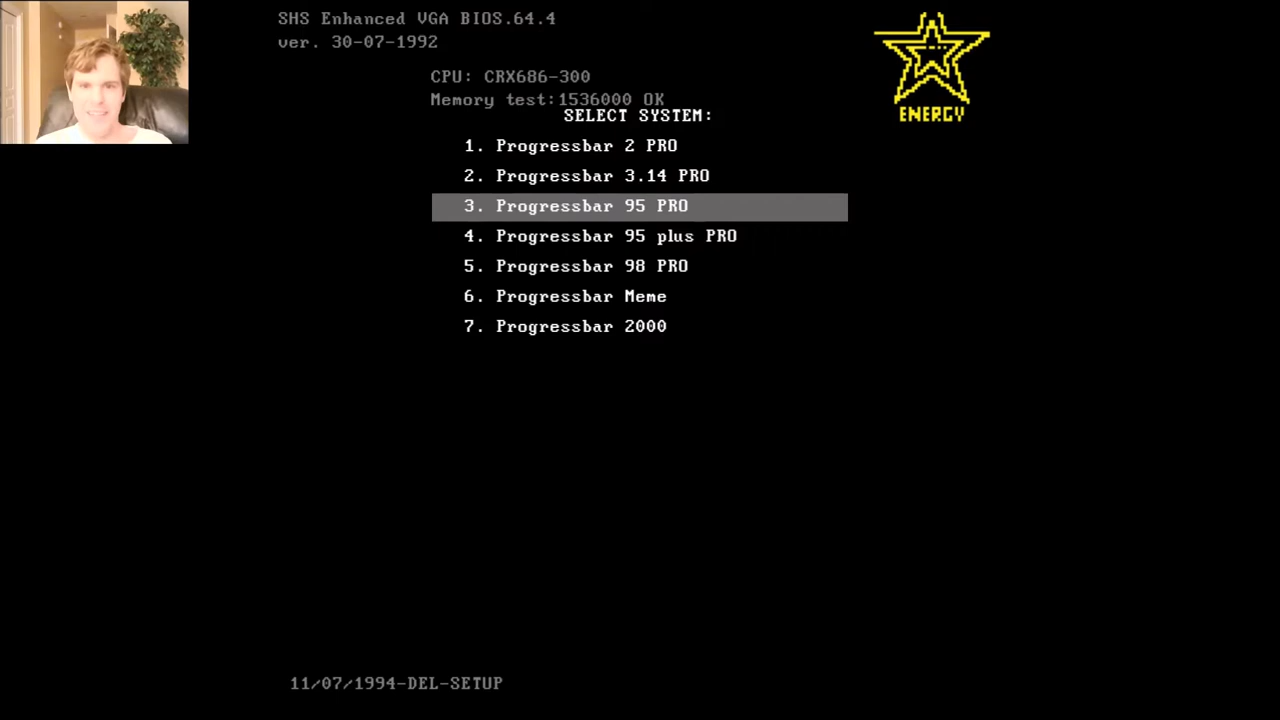 SHS Enhanced VGA BIOS.64.4
ver. 30-07-1992
ENERGY
CPU: CRX686-300
Memory test:1536000 OK
SELECT SYSTEM:
1. Progressbar 2 PRO
2. Progressbar 3.14 PRO
3. Progressbar 95 PRO
4. Progressbar 95 plus PRO
5. Progressbar 98 PRO
6. Progressbar Meme
7. Progressbar 2000
11/07/1994-DEL-SETUP